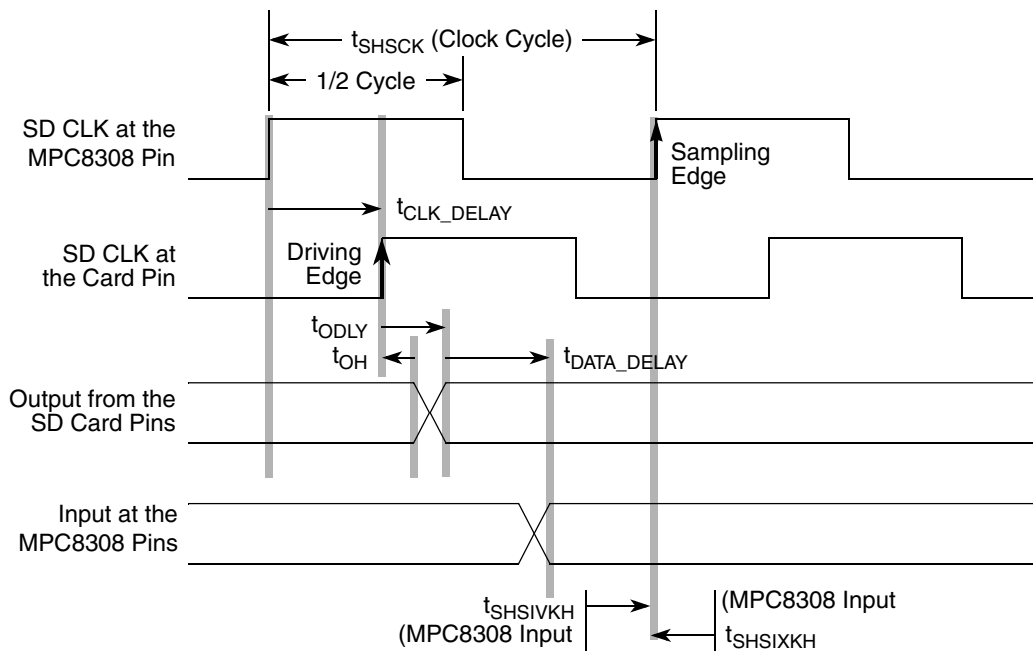 tSHSCK (Clock Cycle)
1/2 Cycle
SD CLK at the
MPC8308 Pin
Sampling
Edge
tCLK_DELAY
SD CLK at
the Card Pin
Driving
Edge
tODLY
tOH
tDATA_DELAY
Output from the
SD Card Pins
Input at the
MPC8308 Pins
tSHSIVKH
(MPC8308 Input
(MPC8308 Input
tSHSIXKH